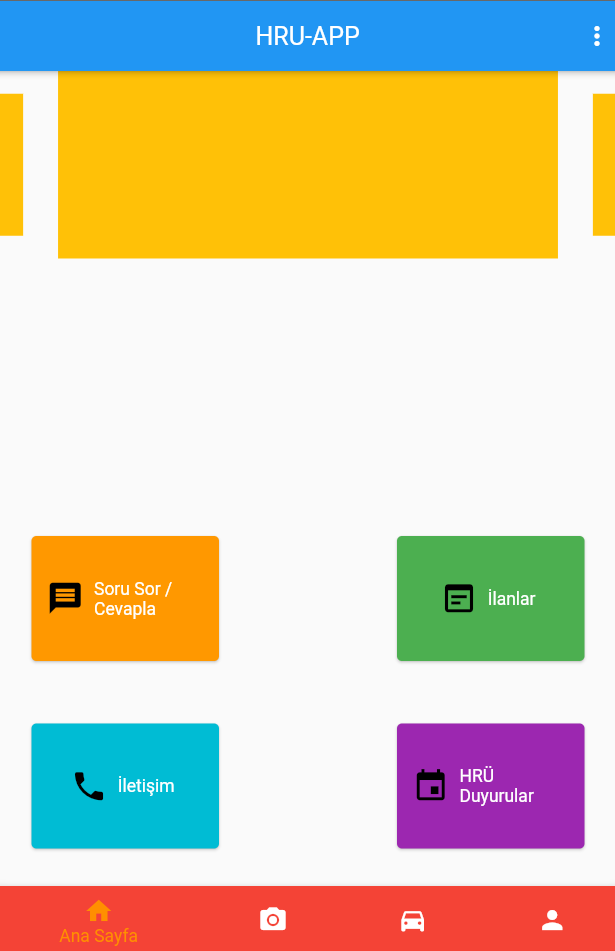 HRU-APP
Soru Sor /
Cevapla
İlanlar
İletişim
HRÜ
Duyurular
Ana Sayfa